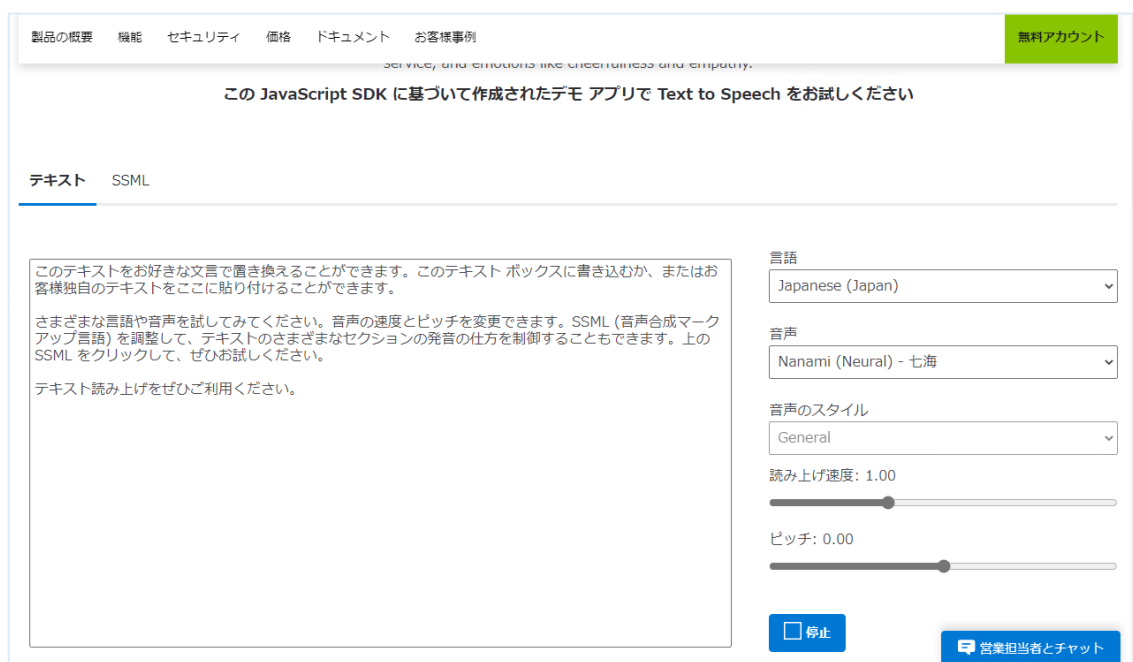 製品の概要 機能 セキュリティ 価格 ドキュメント お客様事例 無料アカウント
service, and emotions like cheerfulness and empathy.
この JavaScript SDK に基づいて作成されたデモ アプリで Text to Speech をお試しください
テキスト SSML
このテキストをお好きな文言で置き換えることができます。このテキスト ボックスに書き込むか、またはお
客様独自のテキストをここに貼り付けることができます。
さまざまな言語や音声を試してみてください。音声の速度とピッチを変更できます。SSML (音声合成マーク
アップ言語) を調整して、テキストのさまざまなセクションの発音の仕方を制御することもできます。上の
SSML をクリックして、ぜひお試しください。
テキスト読み上げをぜひご利用ください。
言語
Japanese (Japan)
音声
Nanami (Neural) - 七海
音声のスタイル
General
読み上げ速度: 1.00
ピッチ: 0.00
停止
営業担当者とチャット